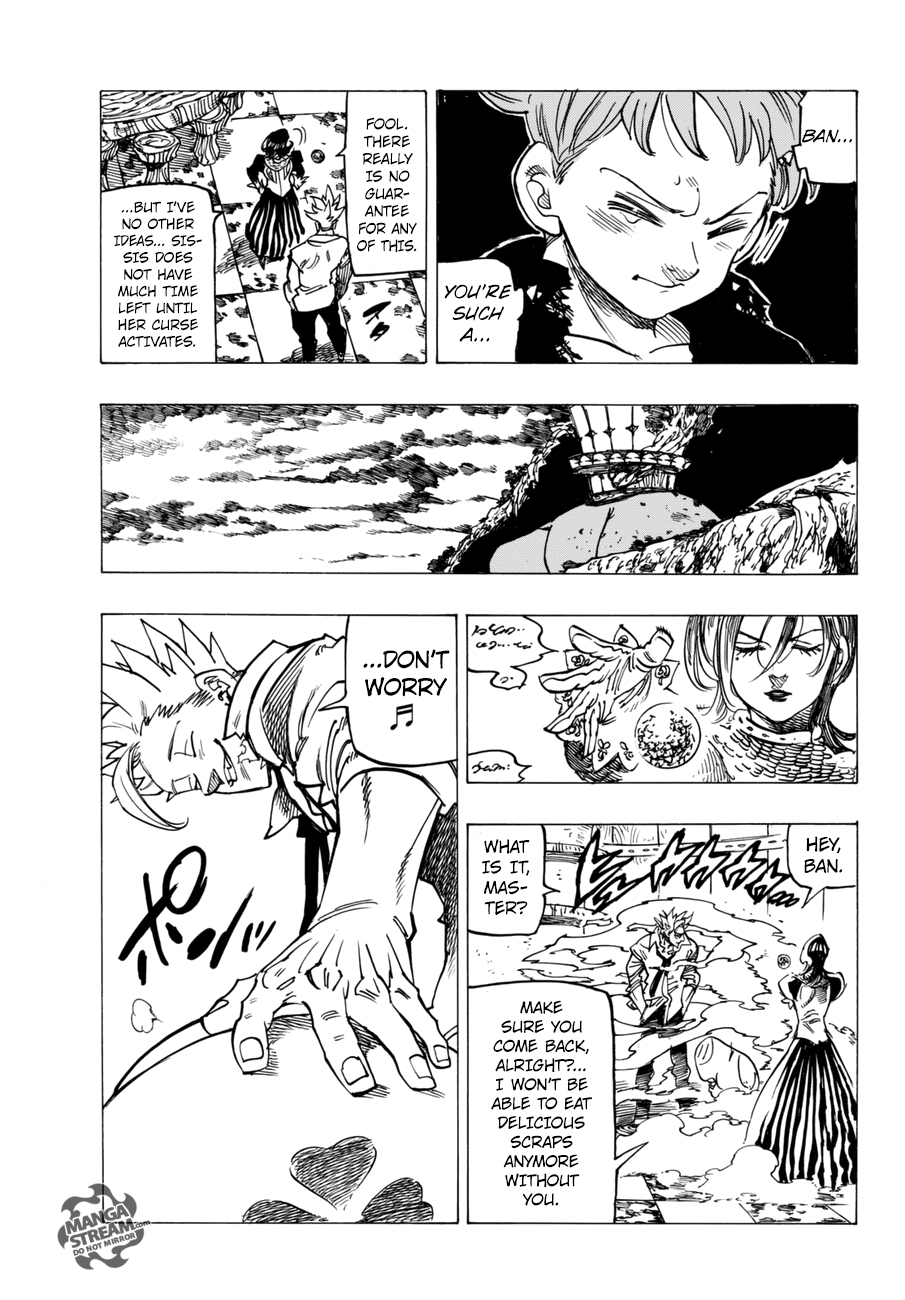 BAN...
YOU'RE
SUCH
A...
FOOL.
THERE
REALLY
IS NO
GUAR-
ANTEE
FOR ANY
OF THIS.
...BUT I'VE
NO OTHER
IDEAS... SIS-
SIS DOES
NOT HAVE
MUCH TIME
LEFT UNTIL
HER CURSE
ACTIVATES.
HEY,
BAN.
WHAT
IS IT,
MAS-
TER?
MAKE
SURE YOU
COME BACK,
ALRIGHT?...
I WON'T BE
ABLE TO EAT
DELICIOUS
SCRAPS
ANYMORE
WITHOUT
YOU.
...DON'T
WORRY
♫
ポン
MANGA
STREAM.com
DO NOT MIRROR!